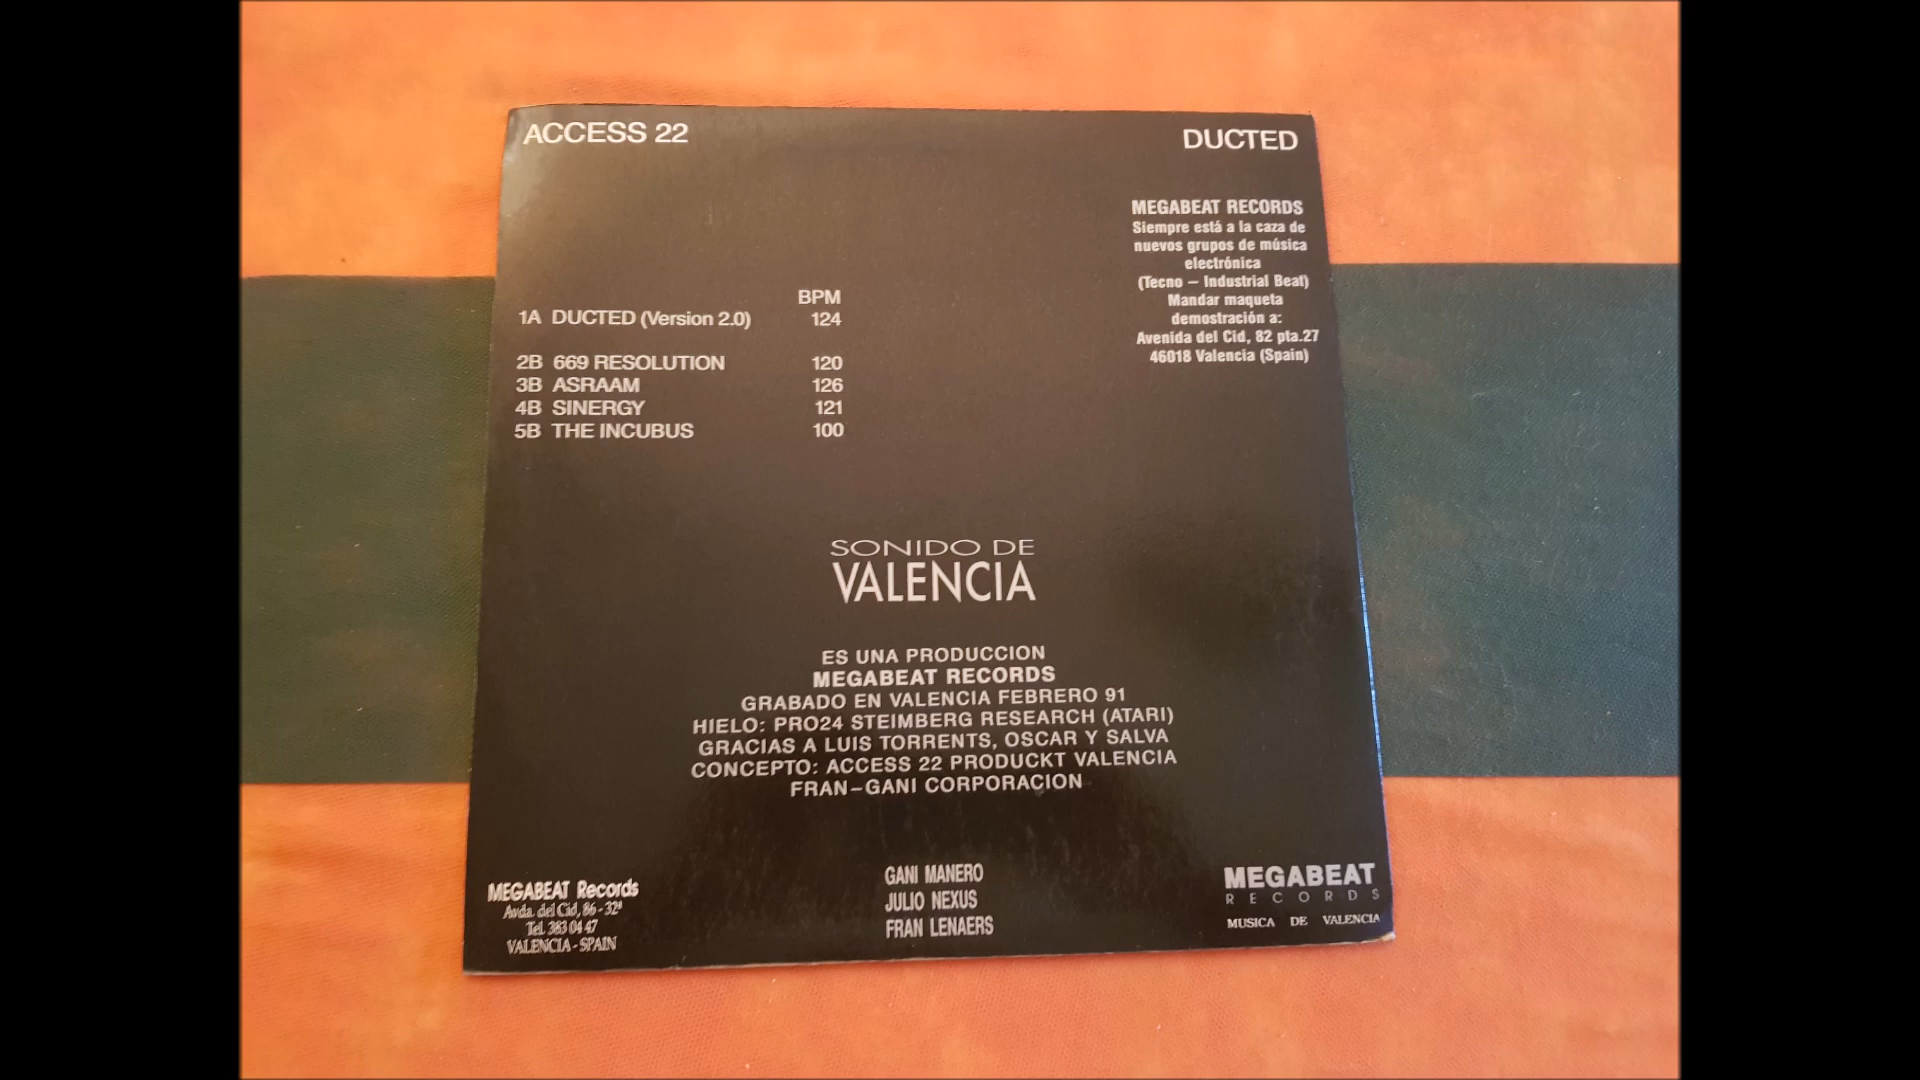 ACCESS 22
DUCTED
MEGABEAT RECORDS
Siempre está a la caza de
nuevos grupos de música
electrónica
(Tecno – Industrial Beat)
Mandar maqueta
demostración a:
Avenida del Cid, 82 pta.27
46018 Valencia (Spain)
BPM
1A DUCTED (Version 2.0) 124
2B 669 RESOLUTION 120
3B ASRAAM 126
4B SINERGY 121
5B THE INCUBUS 100
SONIDO DE
VALENCIA
ES UNA PRODUCCION
MEGABEAT RECORDS
GRABADO EN VALENCIA FEBRERO 91
HIELO: PRO24 STEIMBERG RESEARCH (ATARI)
GRACIAS A LUIS TORRENTS, OSCAR Y SALVA
CONCEPTO: ACCESS 22 PRODUCKT VALENCIA
FRAN–GANI CORPORACION
MEGABEAT Records
Avda. del Cid, 86 - 32ª
Tel. 383 04 47
VALENCIA - SPAIN
GANI MANERO
JULIO NEXUS
FRAN LENAERS
MEGABEAT
RECORDS
MUSICA DE VALENCIA